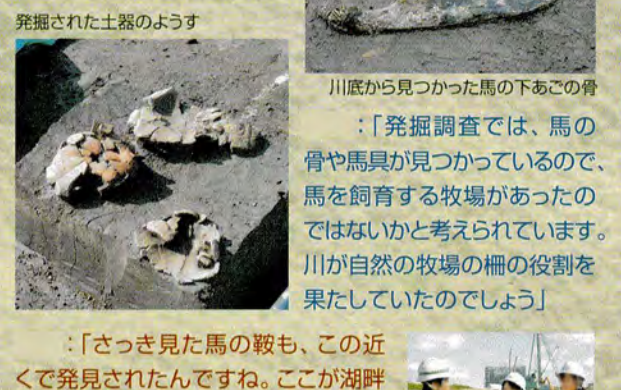 発掘された土器のようす
川底から見つかった馬の下あごの骨
：「発掘調査では、馬の
骨や馬具が見つかっているので、
馬を飼育する牧場があったの
ではないかと考えられています。
川が自然の牧場の柵の役割を
果たしていたのでしょう」
：「さっき見た馬の鞍も、この近
くで発見されたんですね。ここが湖畔